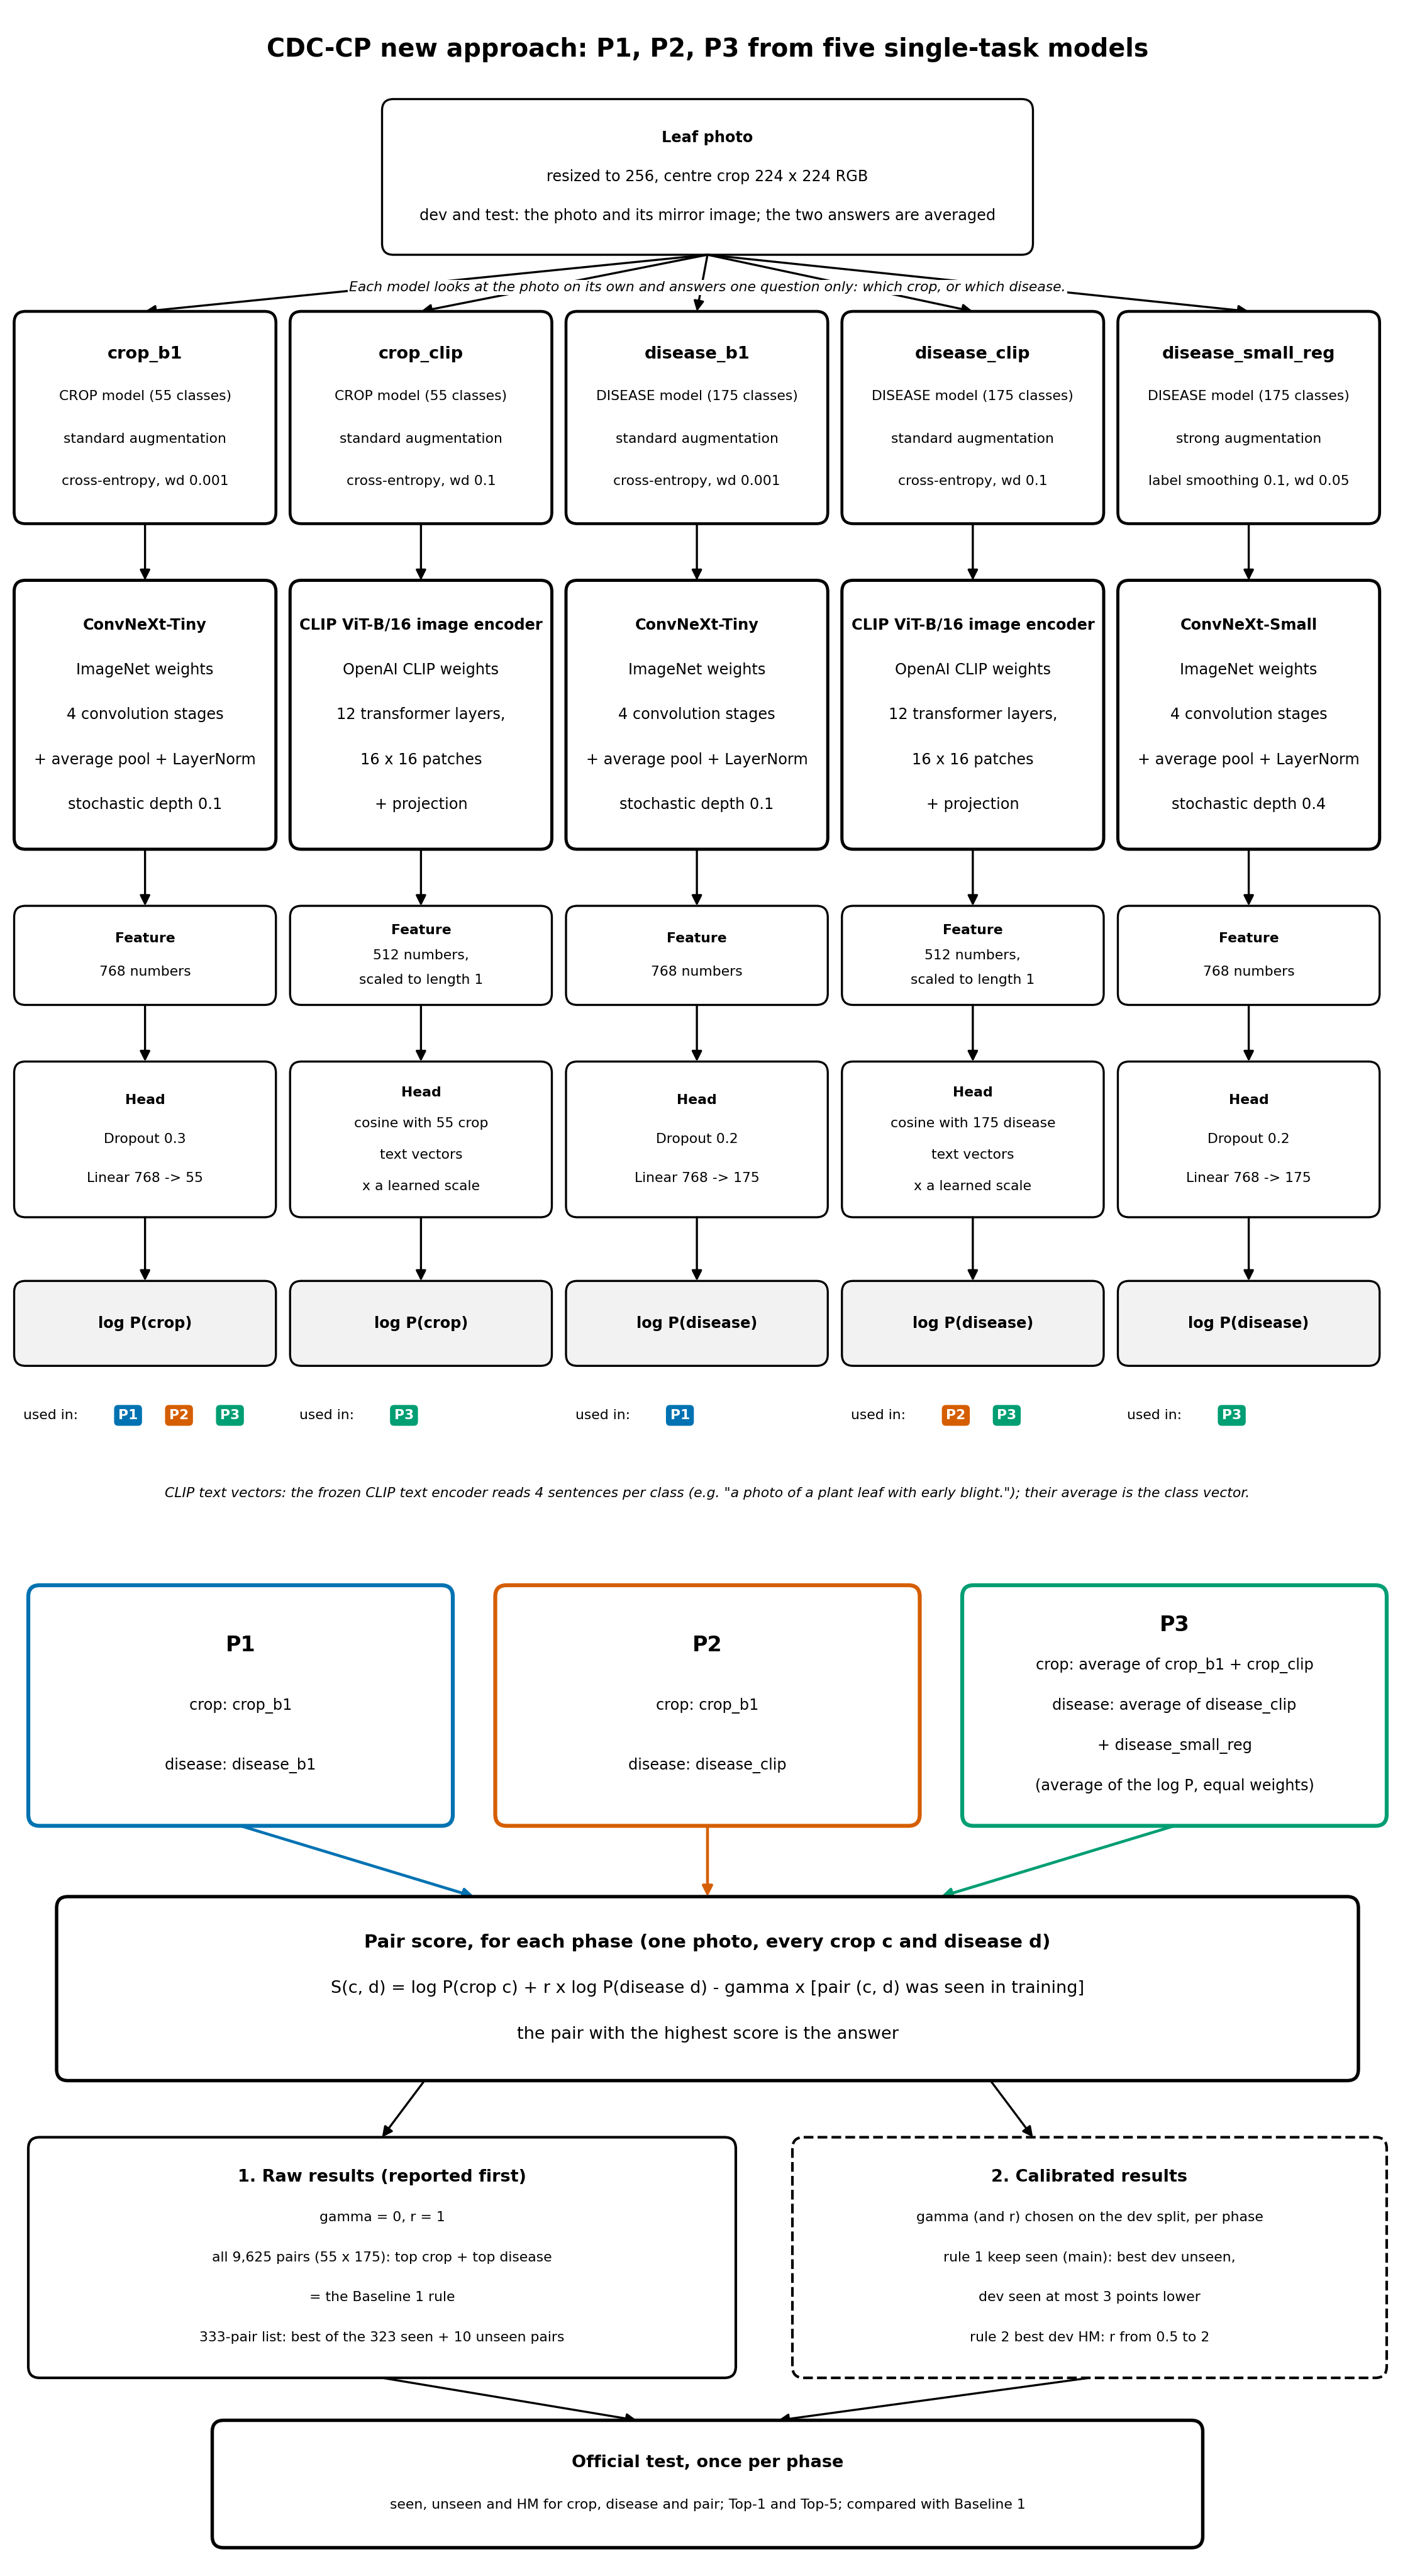 CDC-CP new approach: P1, P2, P3 from five single-task models
Leaf photo
resized to 256, centre crop 224 x 224 RGB
dev and test: the photo and its mirror image; the two answers are averaged
Each model looks at the photo on its own and answers one question only: which crop, or which disease.
crop_b1
CROP model (55 classes)
standard augmentation
cross-entropy, wd 0.001
crop_clip
CROP model (55 classes)
standard augmentation
cross-entropy, wd 0.1
disease_b1
DISEASE model (175 classes)
standard augmentation
cross-entropy, wd 0.001
disease_clip
DISEASE model (175 classes)
standard augmentation
cross-entropy, wd 0.1
disease_small_reg
DISEASE model (175 classes)
strong augmentation
label smoothing 0.1, wd 0.05
ConvNeXt-Tiny
ImageNet weights
4 convolution stages
+ average pool + LayerNorm
stochastic depth 0.1
CLIP ViT-B/16 image encoder
OpenAI CLIP weights
12 transformer layers,
16 x 16 patches
+ projection
ConvNeXt-Tiny
ImageNet weights
4 convolution stages
+ average pool + LayerNorm
stochastic depth 0.1
CLIP ViT-B/16 image encoder
OpenAI CLIP weights
12 transformer layers,
16 x 16 patches
+ projection
ConvNeXt-Small
ImageNet weights
4 convolution stages
+ average pool + LayerNorm
stochastic depth 0.4
Feature
768 numbers
Feature
512 numbers,
scaled to length 1
Feature
768 numbers
Feature
512 numbers,
scaled to length 1
Feature
768 numbers
Head
Dropout 0.3
Linear 768 -> 55
Head
cosine with 55 crop
text vectors
x a learned scale
Head
Dropout 0.2
Linear 768 -> 175
Head
cosine with 175 disease
text vectors
x a learned scale
Head
Dropout 0.2
Linear 768 -> 175
log P(crop)
log P(crop)
log P(disease)
log P(disease)
log P(disease)
used in: P1 P2 P3
used in: P3
used in: P1
used in: P2 P3
used in: P3
CLIP text vectors: the frozen CLIP text encoder reads 4 sentences per class (e.g. "a photo of a plant leaf with early blight."); their average is the class vector.
P1
crop: crop_b1
disease: disease_b1
P2
crop: crop_b1
disease: disease_clip
P3
crop: average of crop_b1 + crop_clip
disease: average of disease_clip
+ disease_small_reg
(average of the log P, equal weights)
Pair score, for each phase (one photo, every crop c and disease d)
S(c, d) = log P(crop c) + r x log P(disease d) - gamma x [pair (c, d) was seen in training]
the pair with the highest score is the answer
1. Raw results (reported first)
gamma = 0, r = 1
all 9,625 pairs (55 x 175): top crop + top disease
= the Baseline 1 rule
333-pair list: best of the 323 seen + 10 unseen pairs
2. Calibrated results
gamma (and r) chosen on the dev split, per phase
rule 1 keep seen (main): best dev unseen,
dev seen at most 3 points lower
rule 2 best dev HM: r from 0.5 to 2
Official test, once per phase
seen, unseen and HM for crop, disease and pair; Top-1 and Top-5; compared with Baseline 1